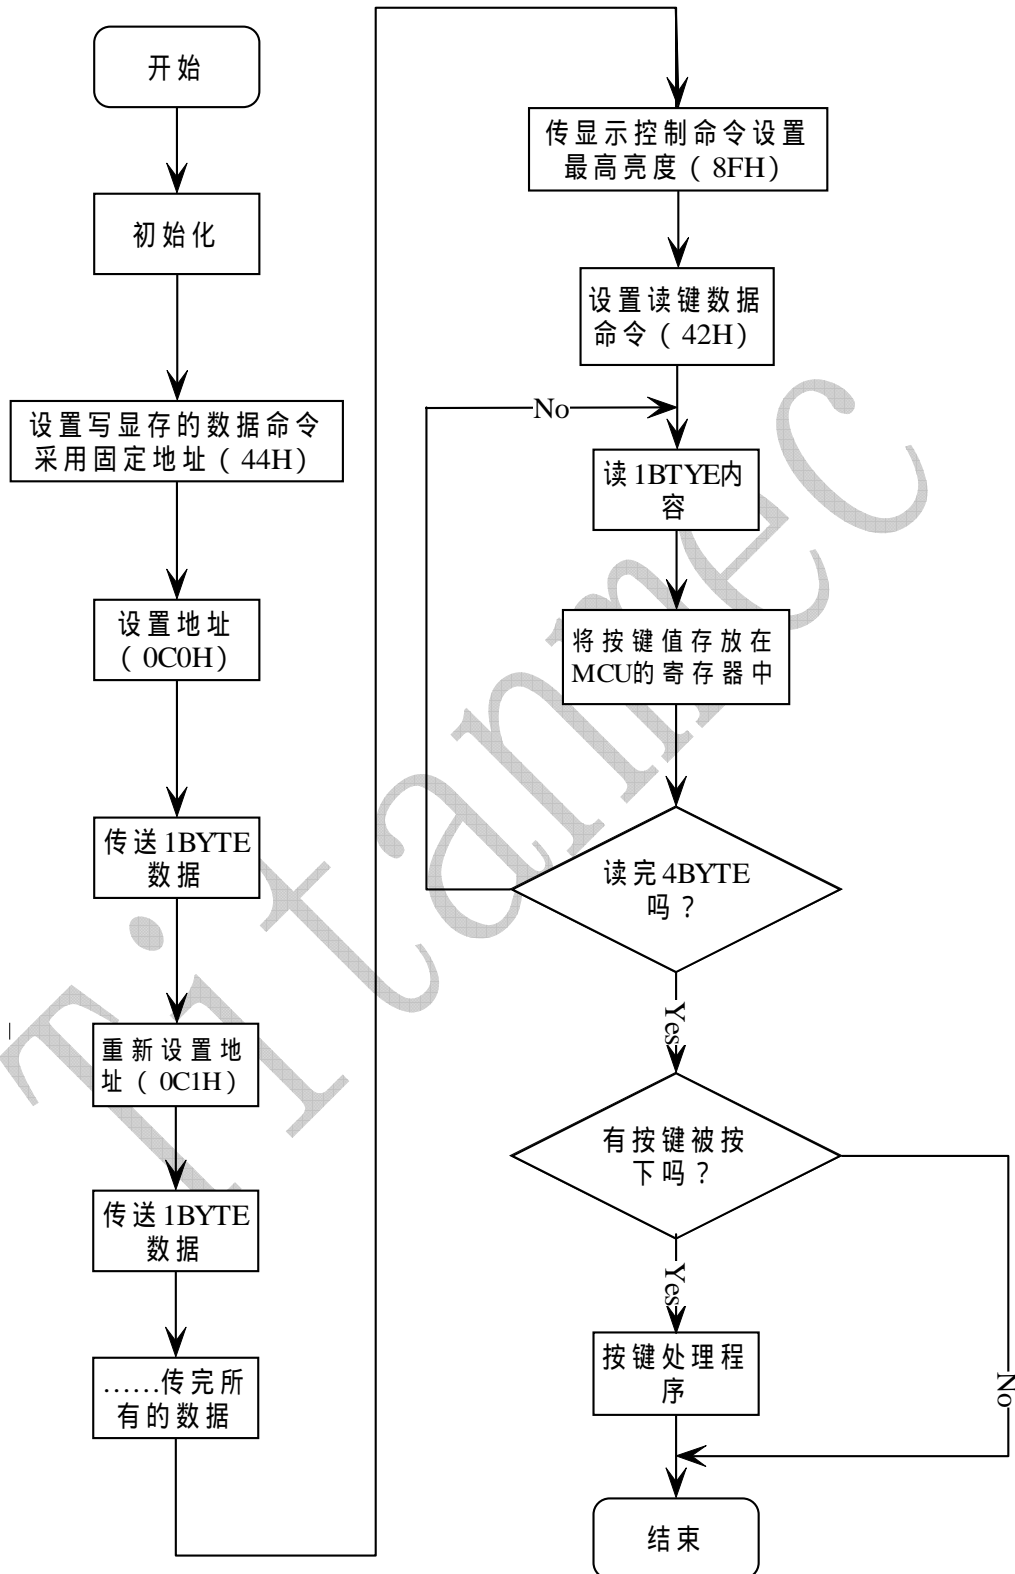 开始
初始化
设置写显存的数据命令
采用固定地址（44H）
设置地址
（0C0H）
传送1BYTE
数据
重新设置地
址（0C1H）
传送1BYTE
数据
……传完所
有的数据
传显示控制命令设置
最高亮度（8FH）
设置读键数据
命令（42H）
No
读1BTYE内
容
将按键值存放在
MCU的寄存器中
读完4BYTE
吗？
Yes
有按键被按
下吗？
Yes
No
按键处理程
序
结束
Titanmec